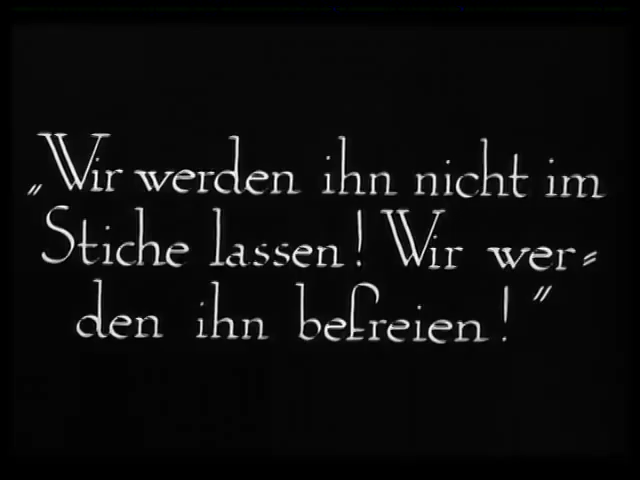 „Wir werden ihn nicht im
Stiche lassen! Wir wer=
den ihn befreien!“